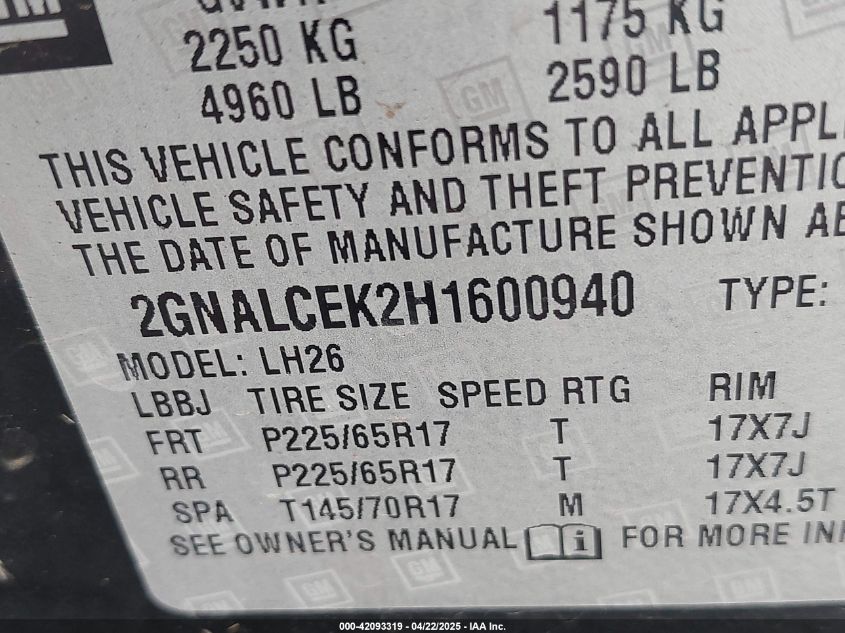 GM
2250 KG 1175 KG
4960 LB 2590 LB
THIS VEHICLE CONFORMS TO ALL
VEHICLE SAFETY AND THEFT
THE DATE OF MANUFACTURE SHOWN
2GNALCEK2H1600940 TYPE:
MODEL: LH26
LBBJ TIRE SIZE SPEED RTG RIM
FRT P225/65R17 T 17X7J
RR P225/65R17 T 17X7J
SPA T145/70R17 M 17X4.5T
SEE OWNER'S MANUAL i FOR MORE
000-42093319 - 04/22/2025 - IAA Inc.